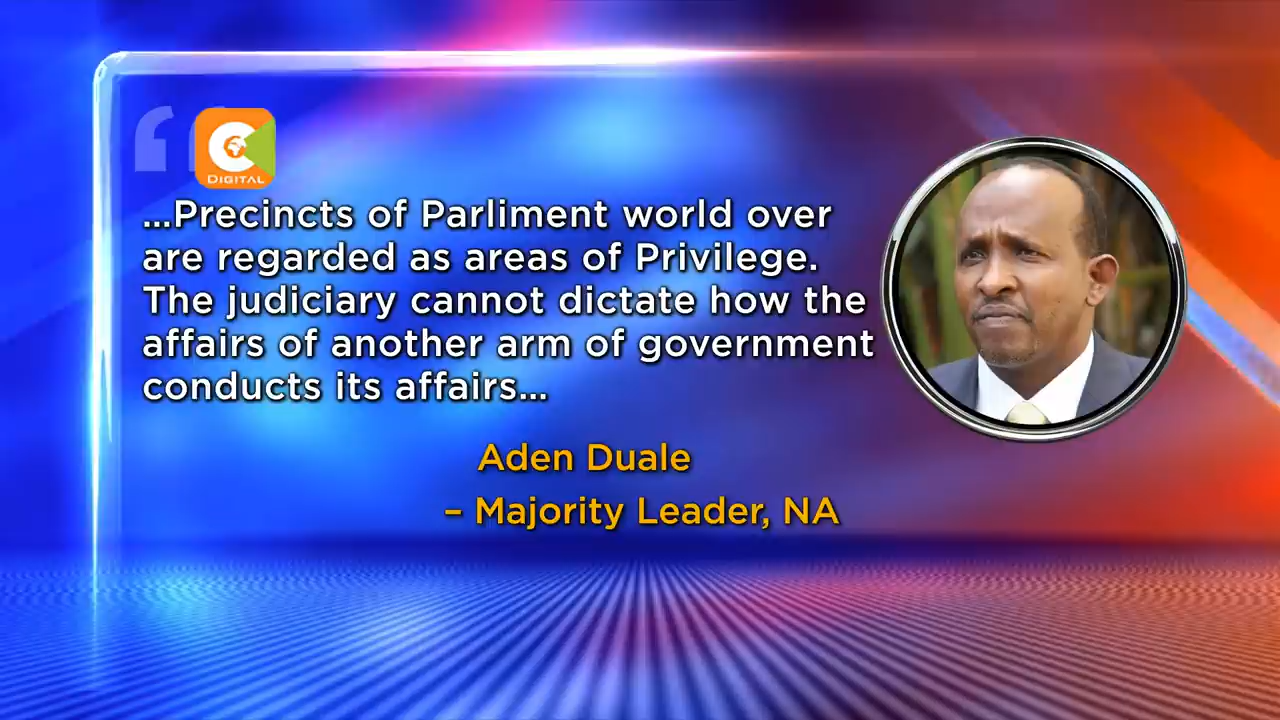 DIGITAL
...Precincts of Parliment world over
are regarded as areas of Privilege.
The judiciary cannot dictate how the
affairs of another arm of government
conducts its affairs...
Aden Duale
– Majority Leader, NA